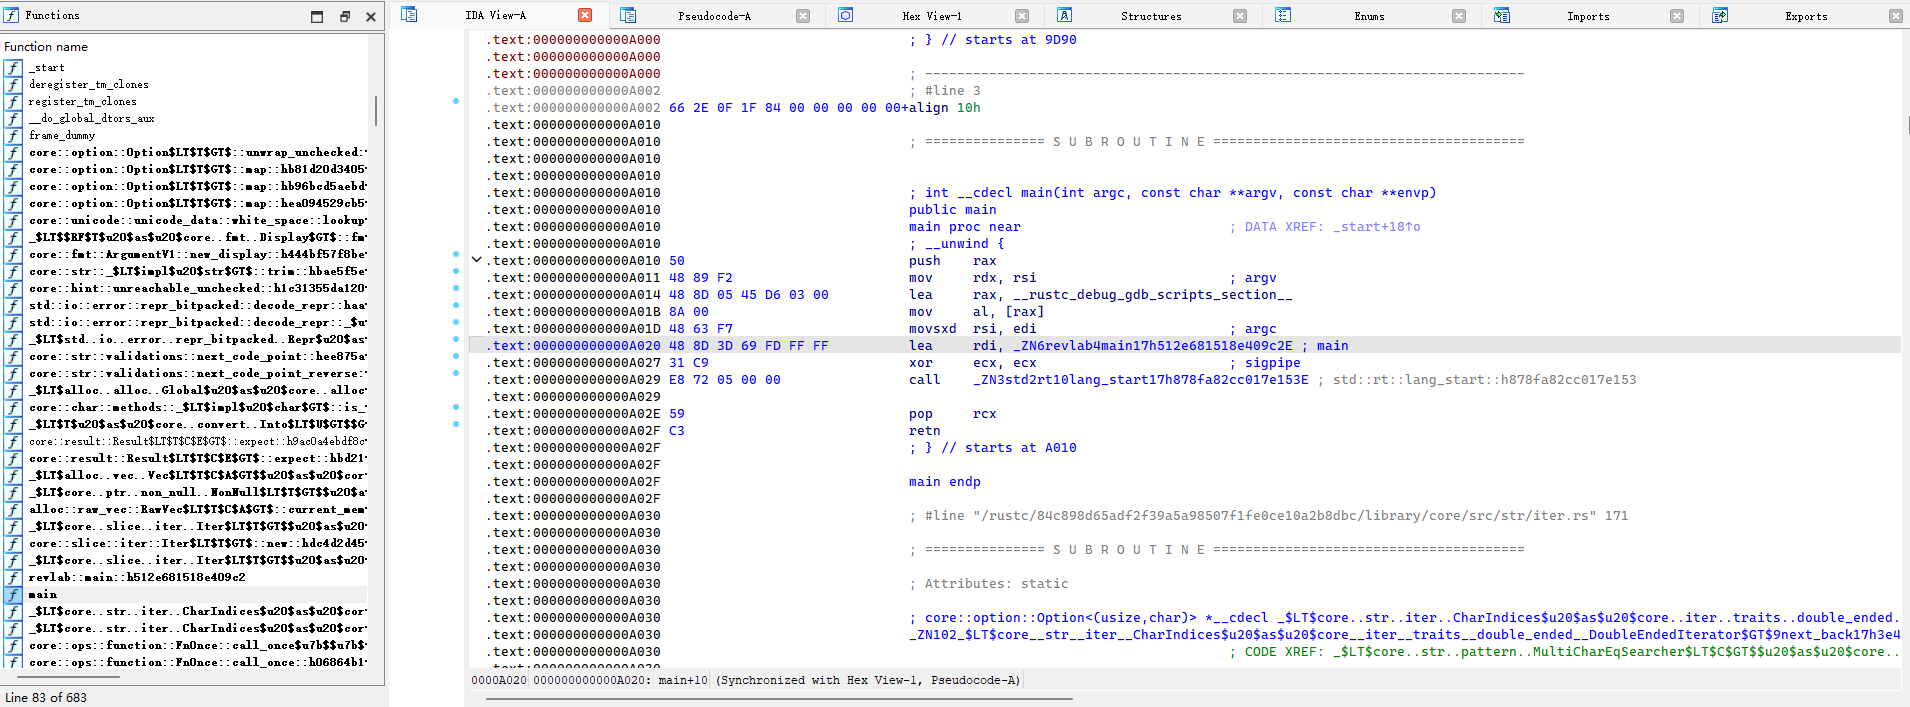 Functions
Function name
_start
deregister_tm_clones
register_tm_clones
__do_global_dtors_aux
frame_dummy
core::option::Option$LT$T$GT$::unwrap_unchecked:
core::option::Option$LT$T$GT$::map::hb81d20d3405
core::option::Option$LT$T$GT$::map::hb96bcd5aebd
core::option::Option$LT$T$GT$::map::hea094529cb5
core::unicode::unicode_data::white_space::lookup
_$LT$$RF$T$u20$as$u20$core..fmt..Display$GT$::fm
core::fmt::ArgumentV1::new_display::h444bf57f8be
core::str::_$LT$impl$u20$str$GT$::trim::hbae5f5e
core::hint::unreachable_unchecked::h1c31355da120
std::io::error::repr_bitpacked::decode_repr::haa
std::io::error::repr_bitpacked::decode_repr::_$u
_$LT$std..io..error..repr_bitpacked..Repr$u20$as
core::str::validations::next_code_point::hee875a
core::str::validations::next_code_point_reverse:
_$LT$alloc..alloc..Global$u20$as$u20$core..alloc
core::char::methods::_$LT$impl$u20$char$GT$::is_
_$LT$T$u20$as$u20$core..convert..Into$LT$U$GT$$G
core::result::Result$LT$T$C$E$GT$::expect::h9ac0a4ebdf8c
core::result::Result$LT$T$C$E$GT$::expect::hbd21
_$LT$alloc..vec..Vec$LT$T$C$A$GT$$u20$as$u20$cor
_$LT$core..ptr..non_null..NonNull$LT$T$GT$$u20$a
alloc::raw_vec::RawVec$LT$T$C$A$GT$::current_mem
_$LT$core..slice..iter..Iter$LT$T$GT$$u20$as$u20
core::slice::iter::Iter$LT$T$GT$::new::hdc4d2d45
_$LT$core..slice..iter..Iter$LT$T$GT$$u20$as$u20
revlab::main::h512e681518e409c2
main
_$LT$core..str..iter..CharIndices$u20$as$u20$cor
_$LT$core..str..iter..CharIndices$u20$as$u20$cor
core::ops::function::FnOnce::call_once$u7b$$u7b$
core::ops::function::FnOnce::call_once::h06864b1
Line 83 of 683
IDA View-A Pseudocode-A Hex View-1 Structures Enums Imports Exports
.text:000000000000A000 ; } // starts at 9D90
.text:000000000000A000
.text:000000000000A000 ; ---------------------------------------------------------------------------
.text:000000000000A002 ; #line 3
.text:000000000000A002 66 2E 0F 1F 84 00 00 00 00 00+align 10h
.text:000000000000A010
.text:000000000000A010 ; =============== S U B R O U T I N E =======================================
.text:000000000000A010
.text:000000000000A010
.text:000000000000A010 ; int __cdecl main(int argc, const char **argv, const char **envp)
.text:000000000000A010 public main
.text:000000000000A010 main proc near ; DATA XREF: _start+18↑o
.text:000000000000A010 ; __unwind {
.text:000000000000A010 50 push rax
.text:000000000000A011 48 89 F2 mov rdx, rsi ; argv
.text:000000000000A014 48 8D 05 45 D6 03 00 lea rax, __rustc_debug_gdb_scripts_section__
.text:000000000000A01B 8A 00 mov al, [rax]
.text:000000000000A01D 48 63 F7 movsxd rsi, edi ; argc
.text:000000000000A020 48 8D 3D 69 FD FF FF lea rdi, _ZN6revlab4main17h512e681518e409c2E ; main
.text:000000000000A027 31 C9 xor ecx, ecx ; sigpipe
.text:000000000000A029 E8 72 05 00 00 call _ZN3std2rt10lang_start17h878fa82cc017e153E ; std::rt::lang_start::h878fa82cc017e153
.text:000000000000A029
.text:000000000000A02E 59 pop rcx
.text:000000000000A02F C3 retn
.text:000000000000A02F ; } // starts at A010
.text:000000000000A02F
.text:000000000000A02F main endp
.text:000000000000A02F
.text:000000000000A030 ; #line "/rustc/84c898d65adf2f39a5a98507f1fe0ce10a2b8dbc/library/core/src/str/iter.rs" 171
.text:000000000000A030
.text:000000000000A030 ; =============== S U B R O U T I N E =======================================
.text:000000000000A030
.text:000000000000A030 ; Attributes: static
.text:000000000000A030
.text:000000000000A030 ; core::option::Option<(usize,char)> *__cdecl _$LT$core..str..iter..CharIndices$u20$as$u20$core..iter..traits..double_ended.
.text:000000000000A030 _ZN102_$LT$core__str__iter__CharIndices$u20$as$u20$core__iter__traits__double_ended__DoubleEndedIterator$GT$9next_back17h3e4
.text:000000000000A030 ; CODE XREF: _$LT$core..str..pattern..MultiCharEqSearcher$LT$C$GT$$u20$as$u20$core..
0000A020 000000000000A020: main+10 (Synchronized with Hex View-1, Pseudocode-A)